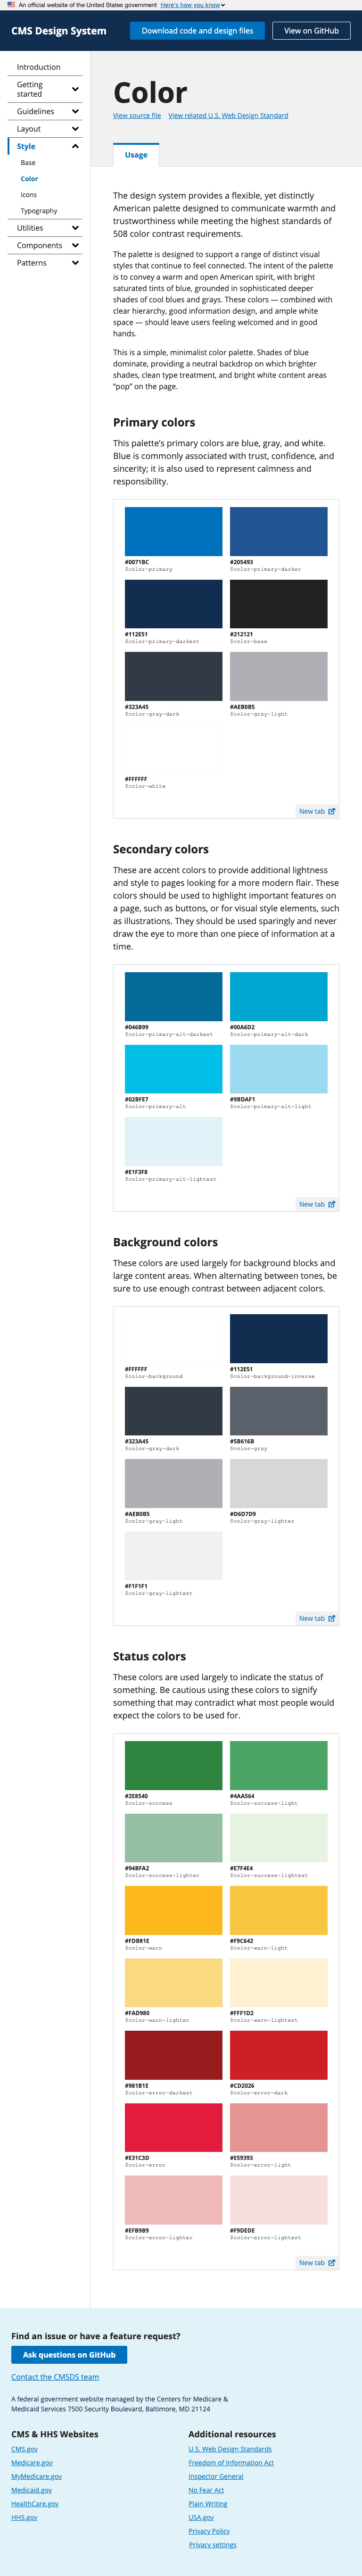 An official website of the United States government Here's how you know
CMS Design System
Download code and design files
View on GitHub
Introduction
Getting
started
Guidelines
Layout
Style
Base
Color
Icons
Typography
Utilities
Components
Patterns
Color
View source file View related U.S. Web Design Standard
Usage
The design system provides a flexible, yet distinctly
American palette designed to communicate warmth and
trustworthiness while meeting the highest standards of
508 color contrast requirements.
The palette is designed to support a range of distinct visual
styles that continue to feel connected. The intent of the palette
is to convey a warm and open American spirit, with bright
saturated tints of blue, grounded in sophisticated deeper
shades of cool blues and grays. These colors — combined with
clear hierarchy, good information design, and ample white
space — should leave users feeling welcomed and in good
hands.
This is a simple, minimalist color palette. Shades of blue
dominate, providing a neutral backdrop on which brighter
shades, clean type treatment, and bright white content areas
“pop” on the page.
Primary colors
This palette’s primary colors are blue, gray, and white.
Blue is commonly associated with trust, confidence, and
sincerity; it is also used to represent calmness and
responsibility.
#0071BC
$color-primary
#205493
$color-primary-darker
#112E51
$color-primary-darkest
#212121
$color-base
#323A45
$color-gray-dark
#AEB0B5
$color-gray-light
#FFFFFF
$color-white
New tab
Secondary colors
These are accent colors to provide additional lightness
and style to pages looking for a more modern flair. These
colors should be used to highlight important features on
a page, such as buttons, or for visual style elements, such
as illustrations. They should be used sparingly and never
draw the eye to more than one piece of information at a
time.
#046B99
$color-primary-alt-darkest
#00A6D2
$color-primary-alt-dark
#02BFE7
$color-primary-alt
#9BDAF1
$color-primary-alt-light
#E1F3F8
$color-primary-alt-lightest
New tab
Background colors
These colors are used largely for background blocks and
large content areas. When alternating between tones, be
sure to use enough contrast between adjacent colors.
#FFFFFF
$color-background
#112E51
$color-background-inverse
#323A45
$color-gray-dark
#5B616B
$color-gray
#AEB0B5
$color-gray-light
#D6D7D9
$color-gray-lighter
#F1F1F1
$color-gray-lightest
New tab
Status colors
These colors are used largely to indicate the status of
something. Be cautious using these colors to signify
something that may contradict what most people would
expect the colors to be used for.
#2E8540
$color-success
#4AA564
$color-success-light
#94BFA2
$color-success-lighter
#E7F4E4
$color-success-lightest
#FDB81E
$color-warn
#F9C642
$color-warn-light
#FAD980
$color-warn-lighter
#FFF1D2
$color-warn-lightest
#981B1E
$color-error-darkest
#CD2026
$color-error-dark
#E31C3D
$color-error
#E59393
$color-error-light
#EFB9B9
$color-error-lighter
#F9DEDE
$color-error-lightest
New tab
Find an issue or have a feature request?
Ask questions on GitHub
Contact the CMSDS team
A federal government website managed by the Centers for Medicare &
Medicaid Services 7500 Security Boulevard, Baltimore, MD 21124
CMS & HHS Websites
CMS.gov
Medicare.gov
MyMedicare.gov
Medicaid.gov
HealthCare.gov
HHS.gov
Additional resources
U.S. Web Design Standards
Freedom of Information Act
Inspector General
No Fear Act
Plain Writing
USA.gov
Privacy Policy
Privacy settings